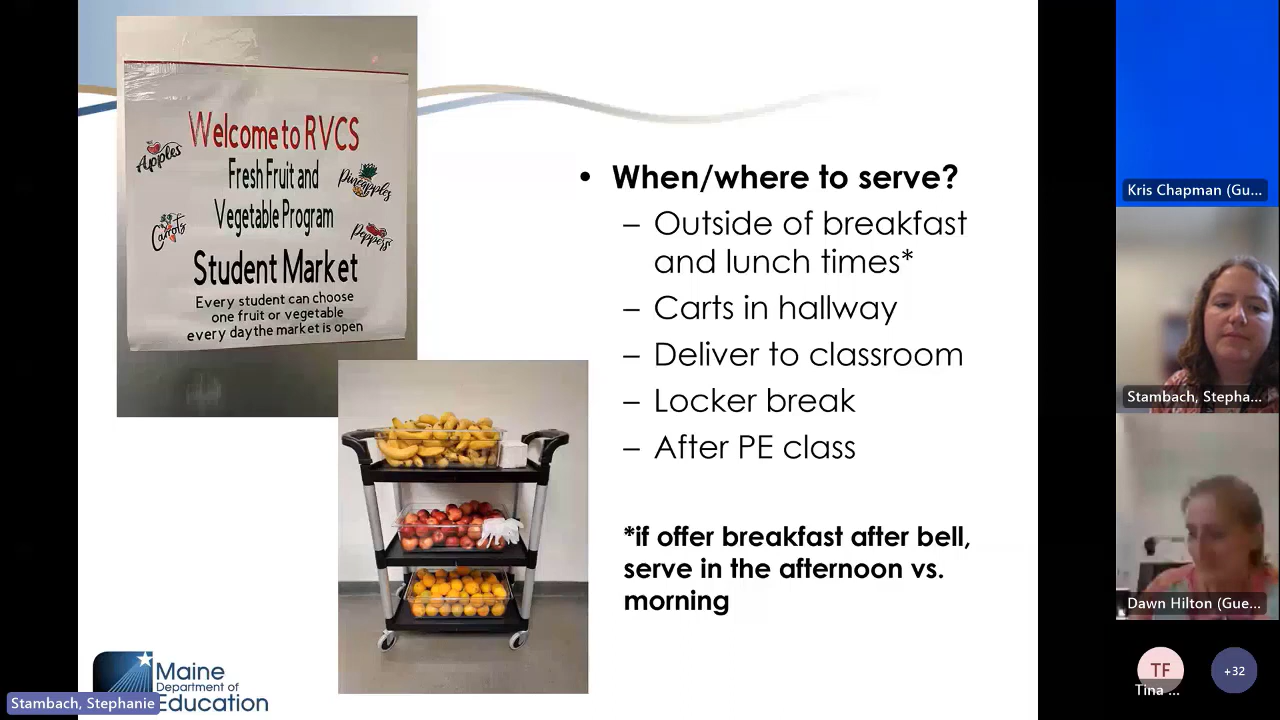 Welcome to RVCS
Apples
Fresh Fruit and
Pineapples
Vegetable Program
Carrots
Peppers
Student Market
Every student can choose
one fruit or vegetable
every day the market is open
• When/where to serve?
– Outside of breakfast
and lunch times*
– Carts in hallway
– Deliver to classroom
– Locker break
– After PE class
*if offer breakfast after bell,
serve in the afternoon vs.
morning
Maine
Department of
Education
Stambach, Stephanie
Kris Chapman (Gu...
Stambach, Stepha...
Dawn Hilton (Gue...
TF
Tina ...
+32